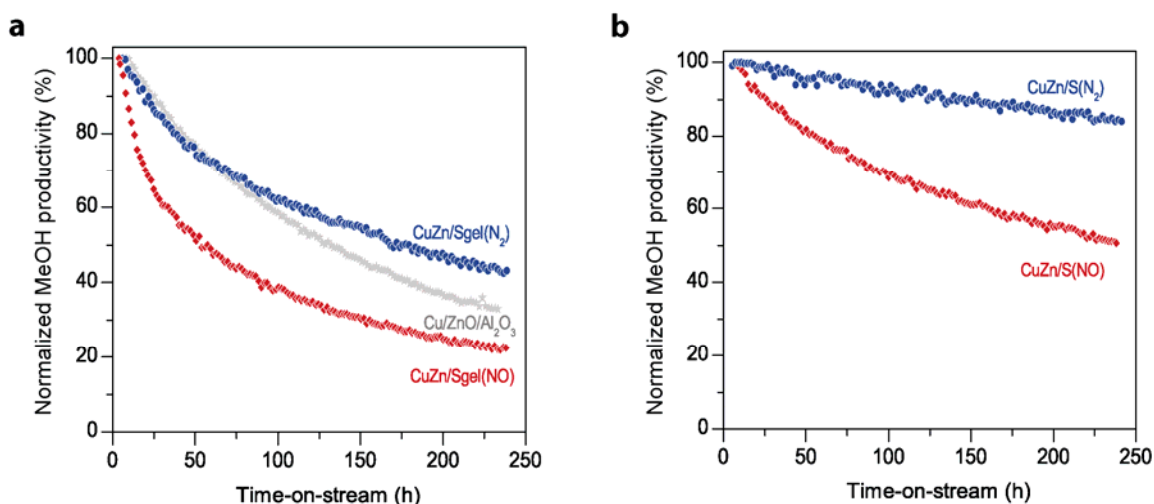 a
Normalized MeOH productivity (%)
100
80
60
40
20
0
0
50
100
150
200
250
Time-on-stream (h)
CuZn/Sgel(N₂)
Cu/ZnO/Al₂O₃
CuZn/Sgel(NO)
b
Normalized MeOH productivity (%)
100
80
60
40
20
0
0
50
100
150
200
250
Time-on-stream (h)
CuZn/S(N₂)
CuZn/S(NO)